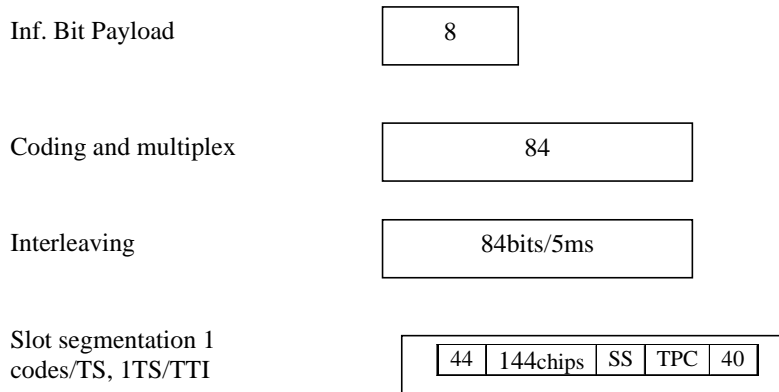 Inf. Bit Payload
8
Coding and multiplex
84
Interleaving
84bits/5ms
Slot segmentation 1
codes/TS, 1TS/TTI
44 144chips SS TPC 40